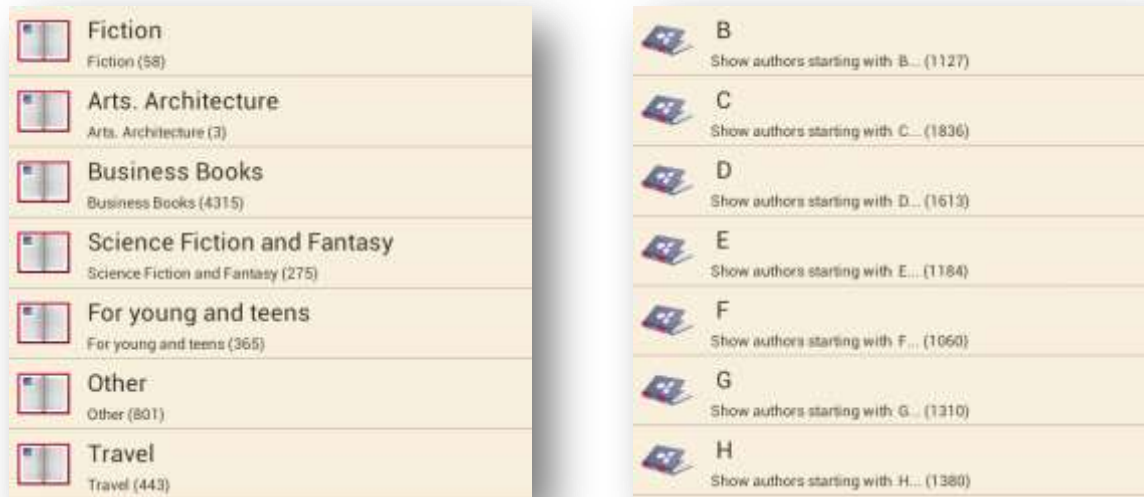 Fiction
Fiction (58)
Arts. Architecture
Arts. Architecture (3)
Business Books
Business Books (4315)
Science Fiction and Fantasy
Science Fiction and Fantasy (275)
For young and teens
For young and teens (365)
Other
Other (801)
Travel
Travel (443)
B
Show authors starting with B... (1127)
C
Show authors starting with C... (1836)
D
Show authors starting with D... (1613)
E
Show authors starting with E... (1184)
F
Show authors starting with F... (1060)
G
Show authors starting with G... (1310)
H
Show authors starting with H... (1380)